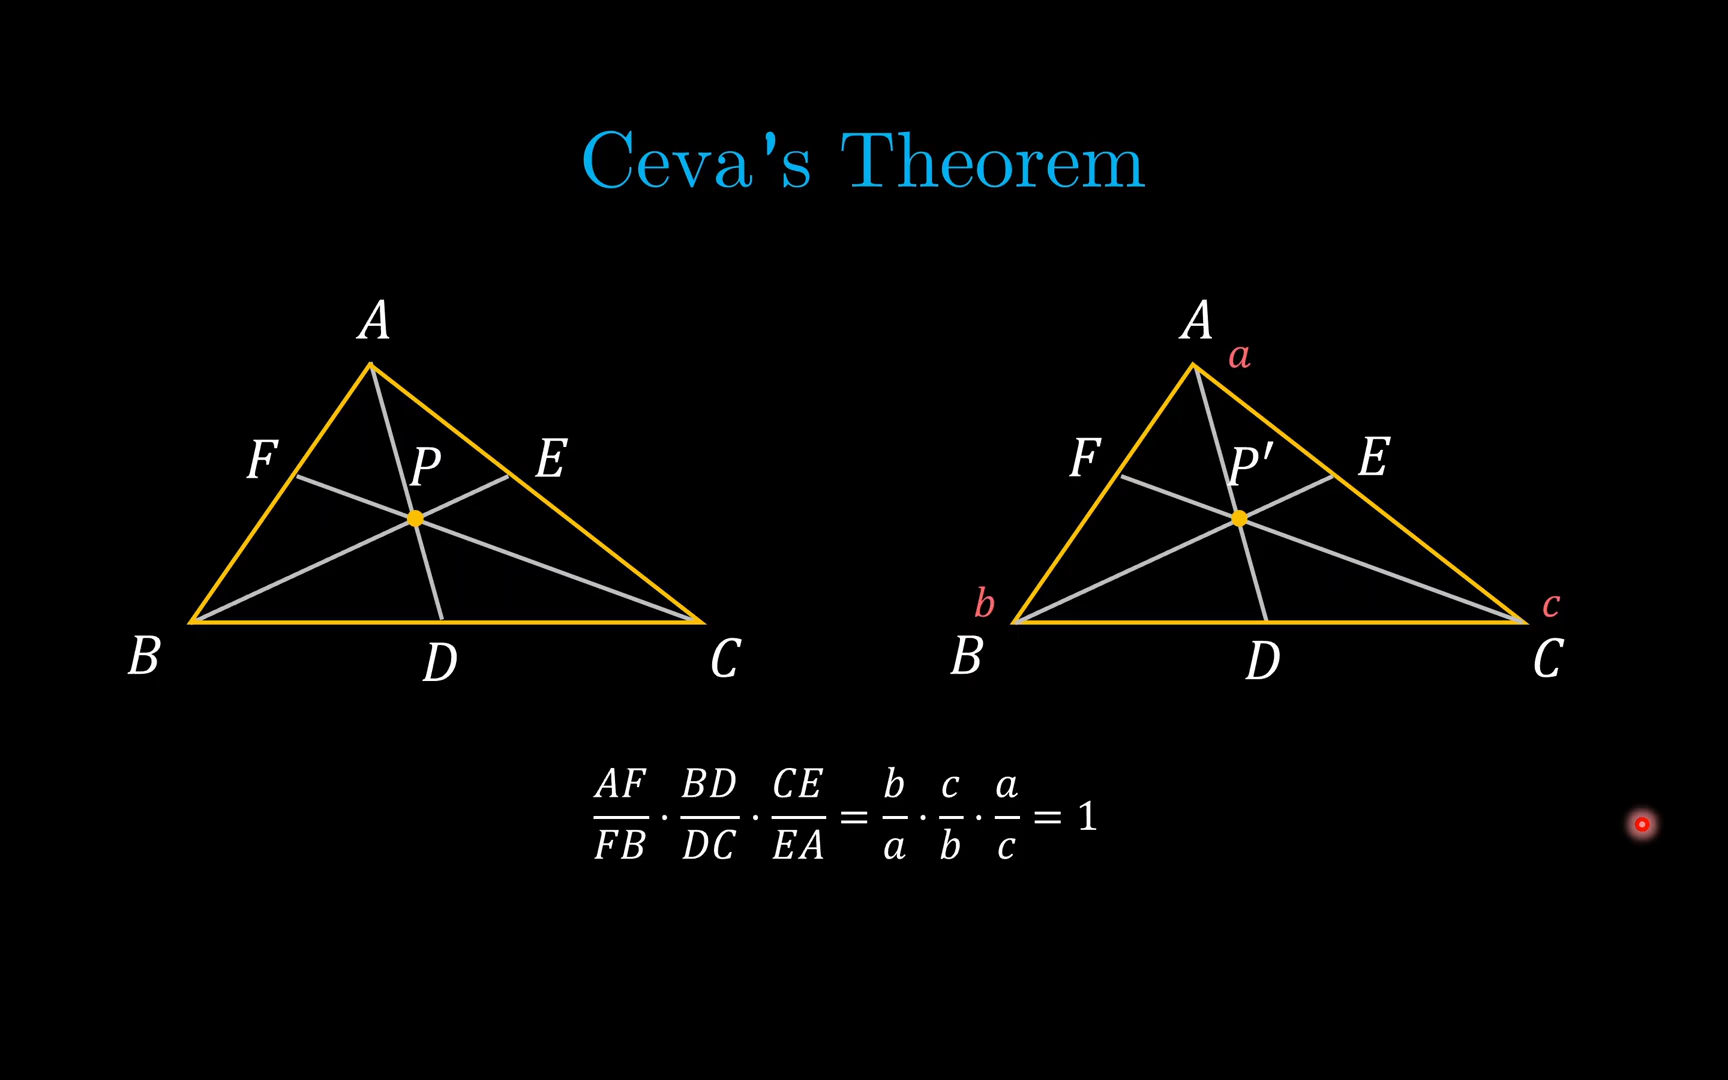 Ceva's Theorem
A
F
P
E
B
D
C
A
a
F
P′
E
b
c
B
D
C
AF/FB · BD/DC · CE/EA = b/a · c/b · a/c = 1